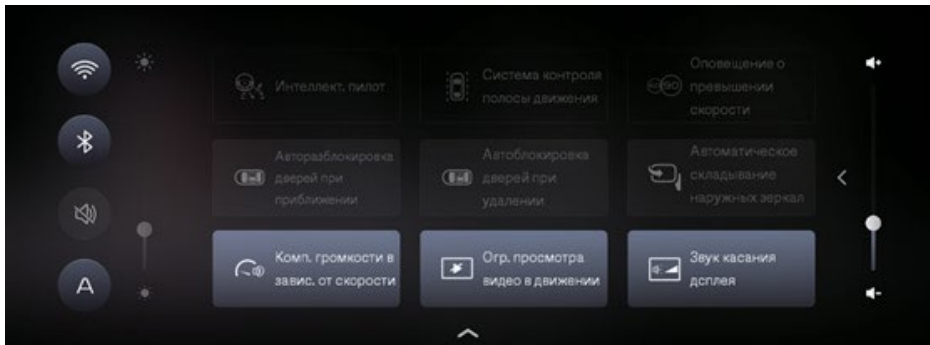 Интеллект. пилот
Система контроля
полосы движения
Оповещение о
превышении
скорости
90
Авторазблокировка
дверей при
приближении
Автоблокировка
дверей при
удалении
Автоматическое
складывание
наружных зеркал
Комп. громкости в
завис. от скорости
Огр. просмотра
видео в движении
Звук касания
дсплея
A